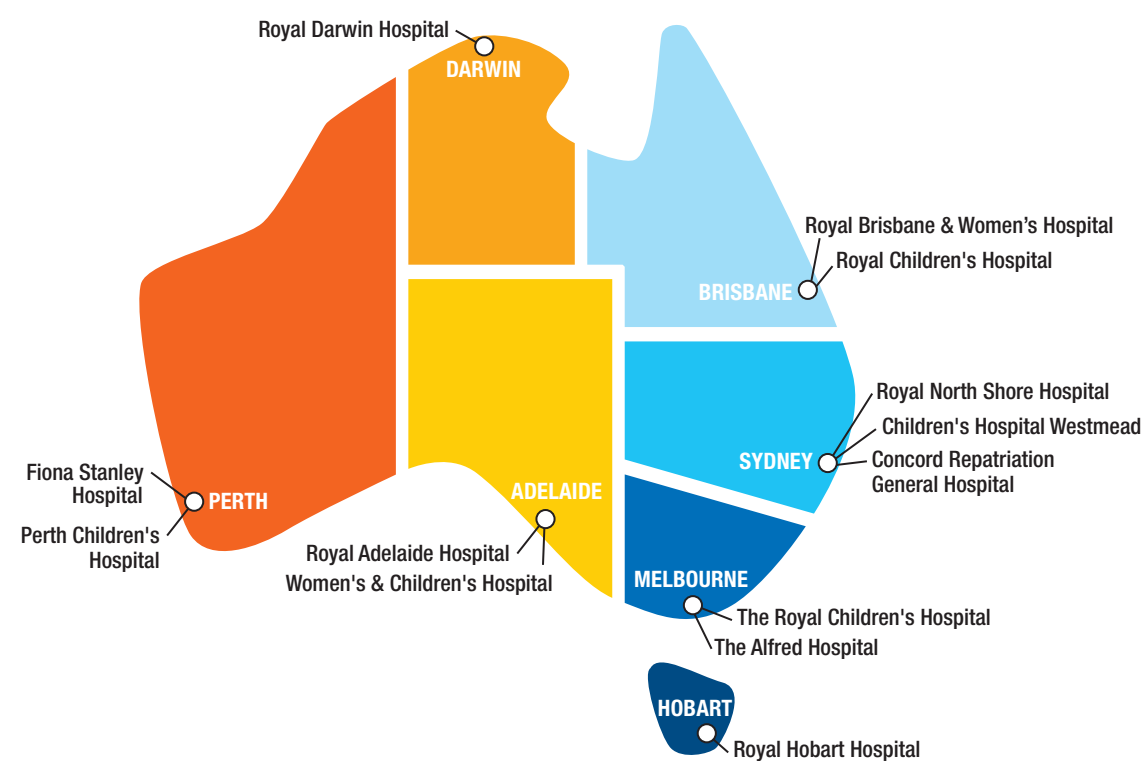 Royal Darwin Hospital
DARWIN
Royal Brisbane & Women’s Hospital
Royal Children's Hospital
BRISBANE
Royal North Shore Hospital
Children's Hospital Westmead
SYDNEY
Concord Repatriation
General Hospital
Fiona Stanley
Hospital
PERTH
Perth Children's
Hospital
ADELAIDE
Royal Adelaide Hospital
Women's & Children's Hospital
MELBOURNE
The Royal Children's Hospital
The Alfred Hospital
HOBART
Royal Hobart Hospital